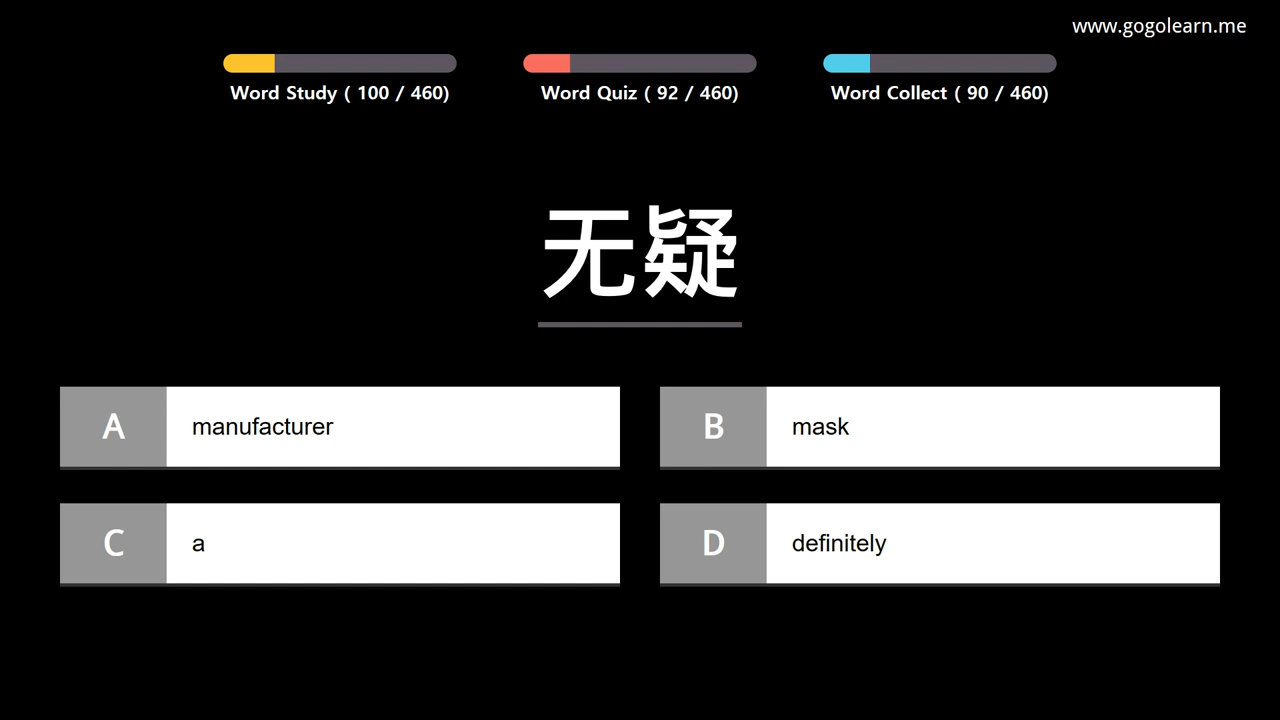 www.gogolearn.me
Word Study ( 100 / 460)
Word Quiz ( 92 / 460)
Word Collect ( 90 / 460)
无疑
A manufacturer
B mask
C a
D definitely